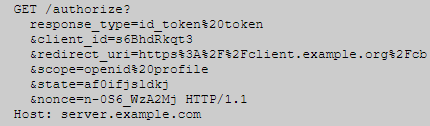 GET /authorize?
response_type=id_token%20token
&client_id=s6BhdRkqt3
&redirect_uri=https%3A%2F%2Fclient.example.org%2Fcb
&scope=openid%20profile
&state=af0ifjsldkj
&nonce=n-0S6_WzA2Mj HTTP/1.1
Host: server.example.com